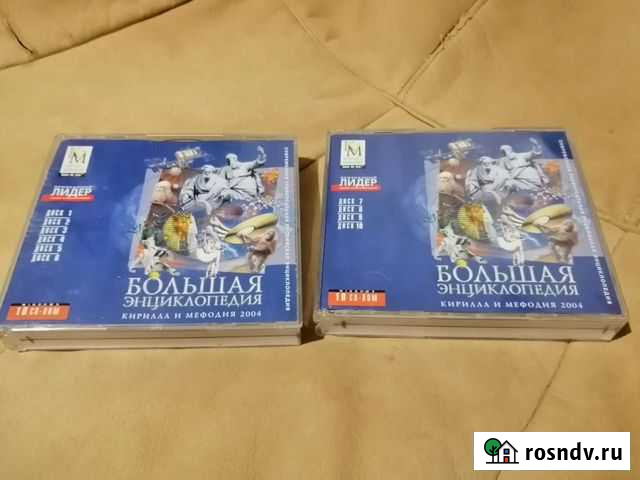 М
ЛИДЕР
ДИСК 1
ДИСК 2
ДИСК 3
ДИСК 4
ДИСК 5
ДИСК 6
10 CD-ROM
БОЛЬШАЯ
ЭНЦИКЛОПЕДИЯ
КИРИЛЛА И МЕФОДИЯ 2004
М
ЛИДЕР
ДИСК 7
ДИСК 8
ДИСК 9
ДИСК 10
10 CD-ROM
БОЛЬШАЯ
ЭНЦИКЛОПЕДИЯ
КИРИЛЛА И МЕФОДИЯ 2004
rosndv.ru